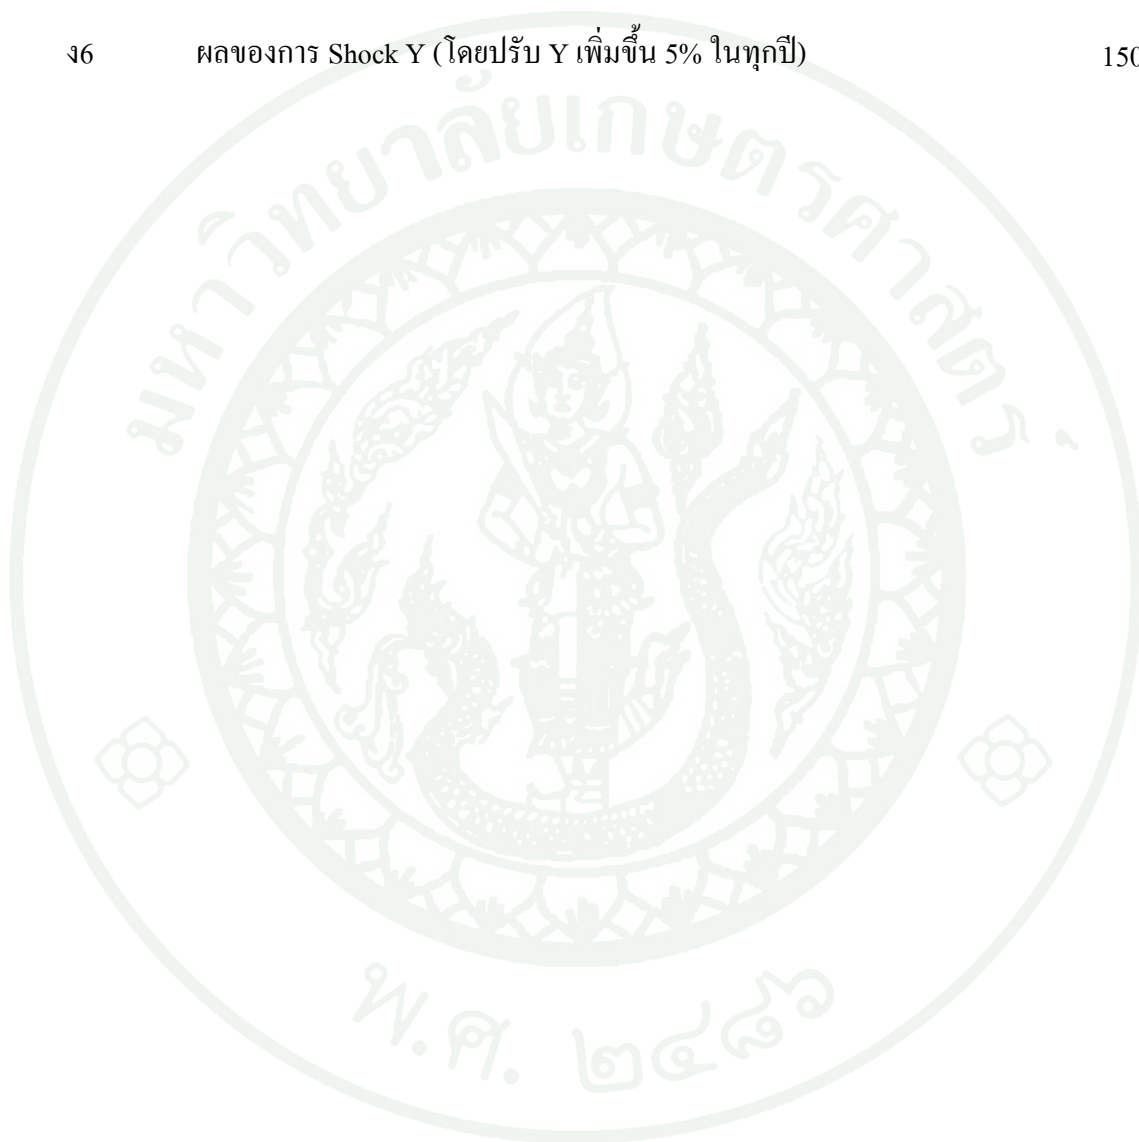 ง6 ผลของการ Shock Y (โดยปรับ Y เพิ่มขึ้น 5% ในทุกปี) 150
มหาวิทยาลัยเกษตรศาสตร์
พ.ศ. ๒๔๘๖